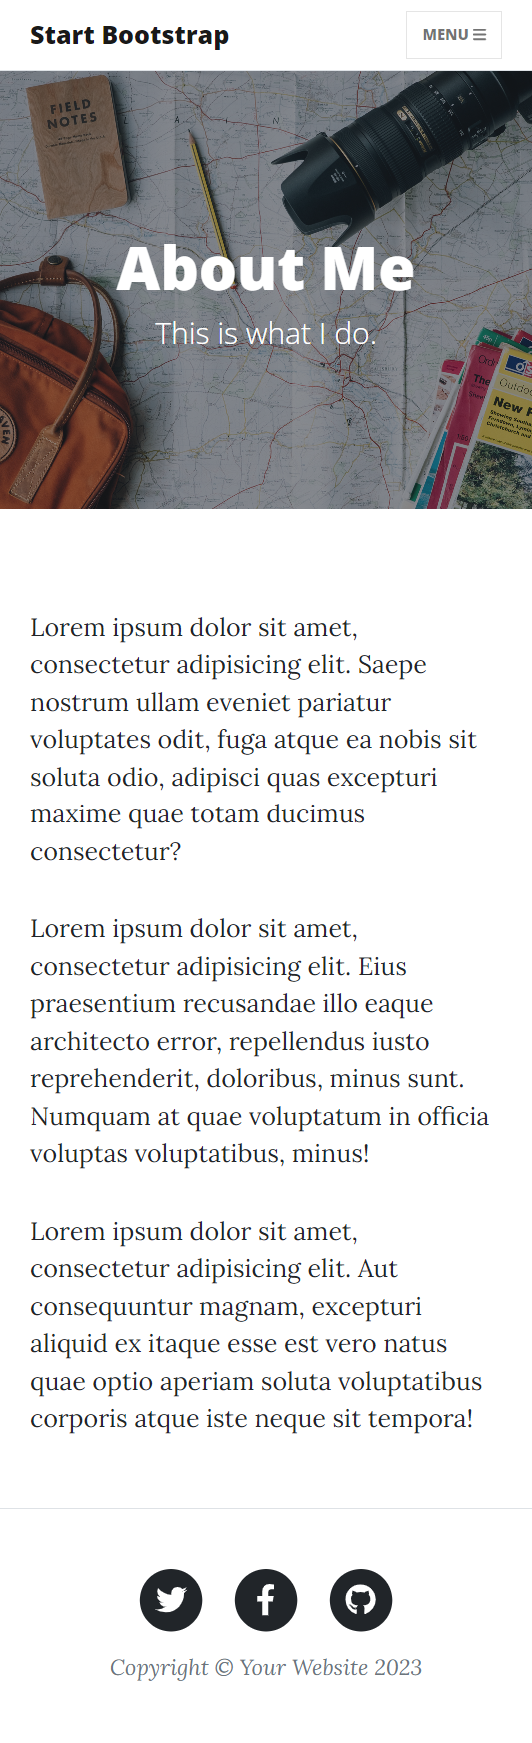 Start Bootstrap
MENU
FIELD
NOTES
A I N
About Me
This is what I do.
Outdoo
New F
Lorem ipsum dolor sit amet,
consectetur adipisicing elit. Saepe
nostrum ullam eveniet pariatur
voluptates odit, fuga atque ea nobis sit
soluta odio, adipisci quas excepturi
maxime quae totam ducimus
consectetur?
Lorem ipsum dolor sit amet,
consectetur adipisicing elit. Eius
praesentium recusandae illo eaque
architecto error, repellendus iusto
reprehenderit, doloribus, minus sunt.
Numquam at quae voluptatum in officia
voluptas voluptatibus, minus!
Lorem ipsum dolor sit amet,
consectetur adipisicing elit. Aut
consequuntur magnam, excepturi
aliquid ex itaque esse est vero natus
quae optio aperiam soluta voluptatibus
corporis atque iste neque sit tempora!
Copyright © Your Website 2023